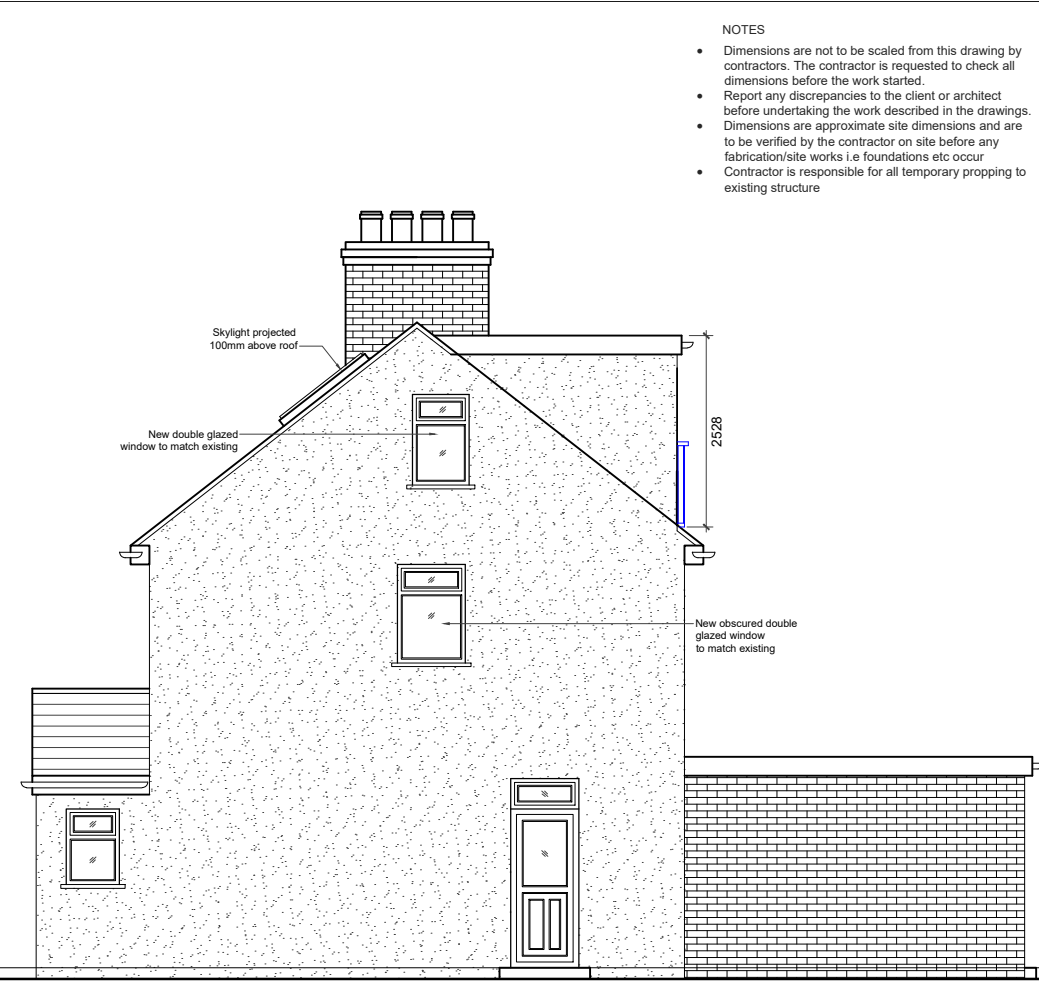 NOTES
• Dimensions are not to be scaled from this drawing by
contractors. The contractor is requested to check all
dimensions before the work started.
• Report any discrepancies to the client or architect
before undertaking the work described in the drawings.
• Dimensions are approximate site dimensions and are
to be verified by the contractor on site before any
fabrication/site works i.e foundations etc occur
• Contractor is responsible for all temporary propping to
existing structure
Skylight projected
100mm above roof
New double glazed
window to match existing
2528
New obscured double
glazed window
to match existing